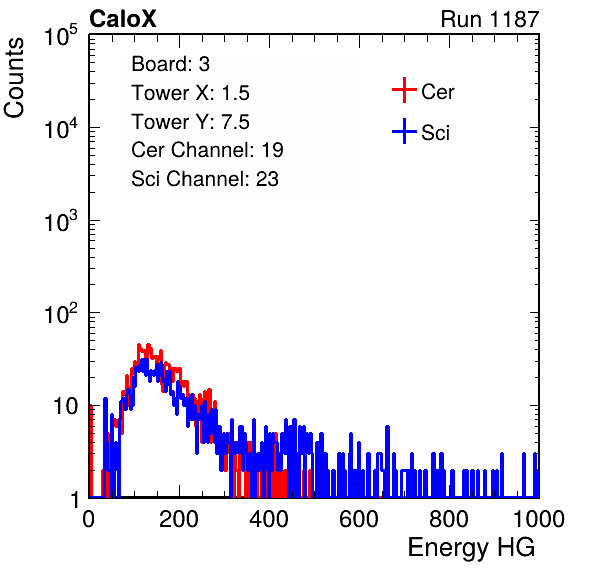 CaloX Run 1187
Counts
10^5
10^4
10^3
10^2
10
1
Board: 3
Tower X: 1.5
Tower Y: 7.5
Cer Channel: 19
Sci Channel: 23
Cer
Sci
0 200 400 600 800 1000
Energy HG